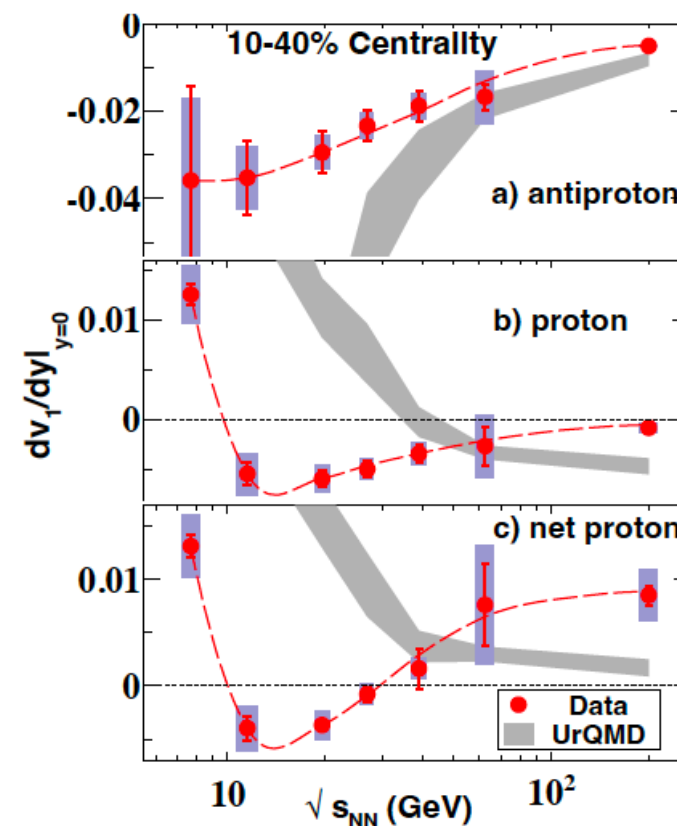 10-40% Centrality
0
-0.02
-0.04
a) antiproton
0.01
b) proton
0
dv₁/dy|y=0
c) net proton
0.01
0
Data
UrQMD
10
10²
√sNN (GeV)